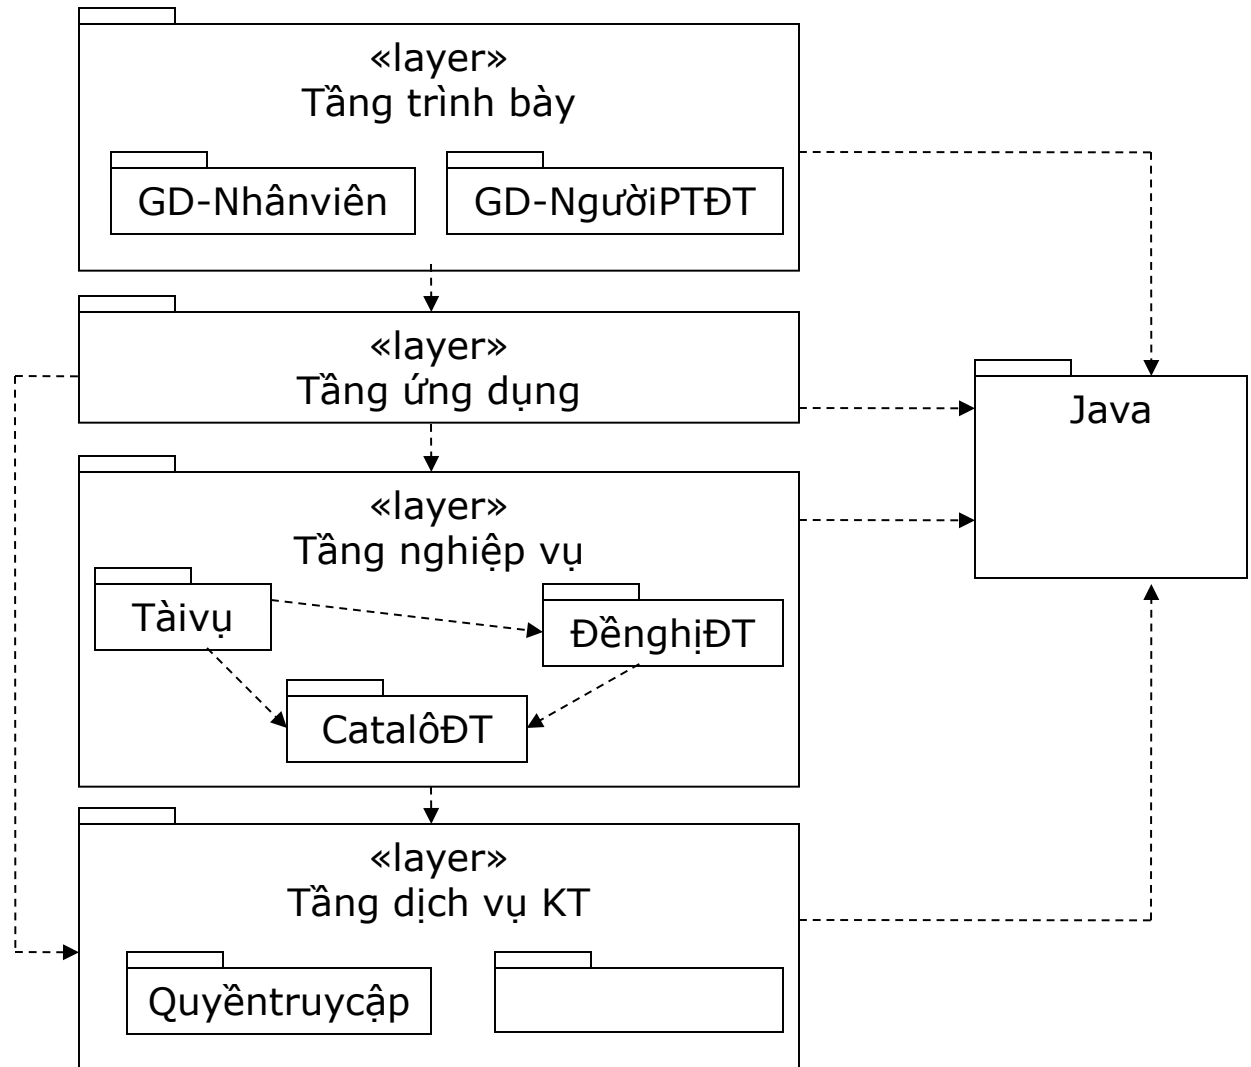 «layer»
Tầng trình bày
GD-Nhânviên
GD-NgườiPTĐT
«layer»
Tầng ứng dụng
Java
«layer»
Tầng nghiệp vụ
Tàivụ
ĐềnghịĐT
CatalôĐT
«layer»
Tầng dịch vụ KT
Quyềntruycập